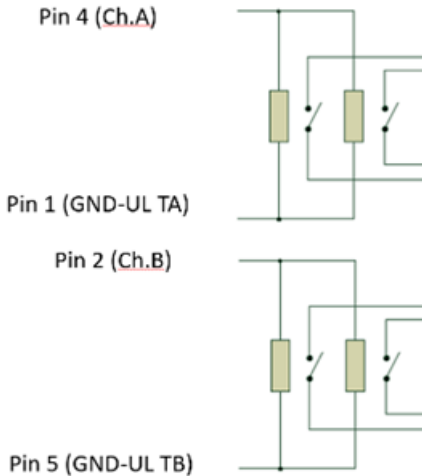 Pin 4 (Ch.A)
Pin 1 (GND-UL TA)
Pin 2 (Ch.B)
Pin 5 (GND-UL TB)